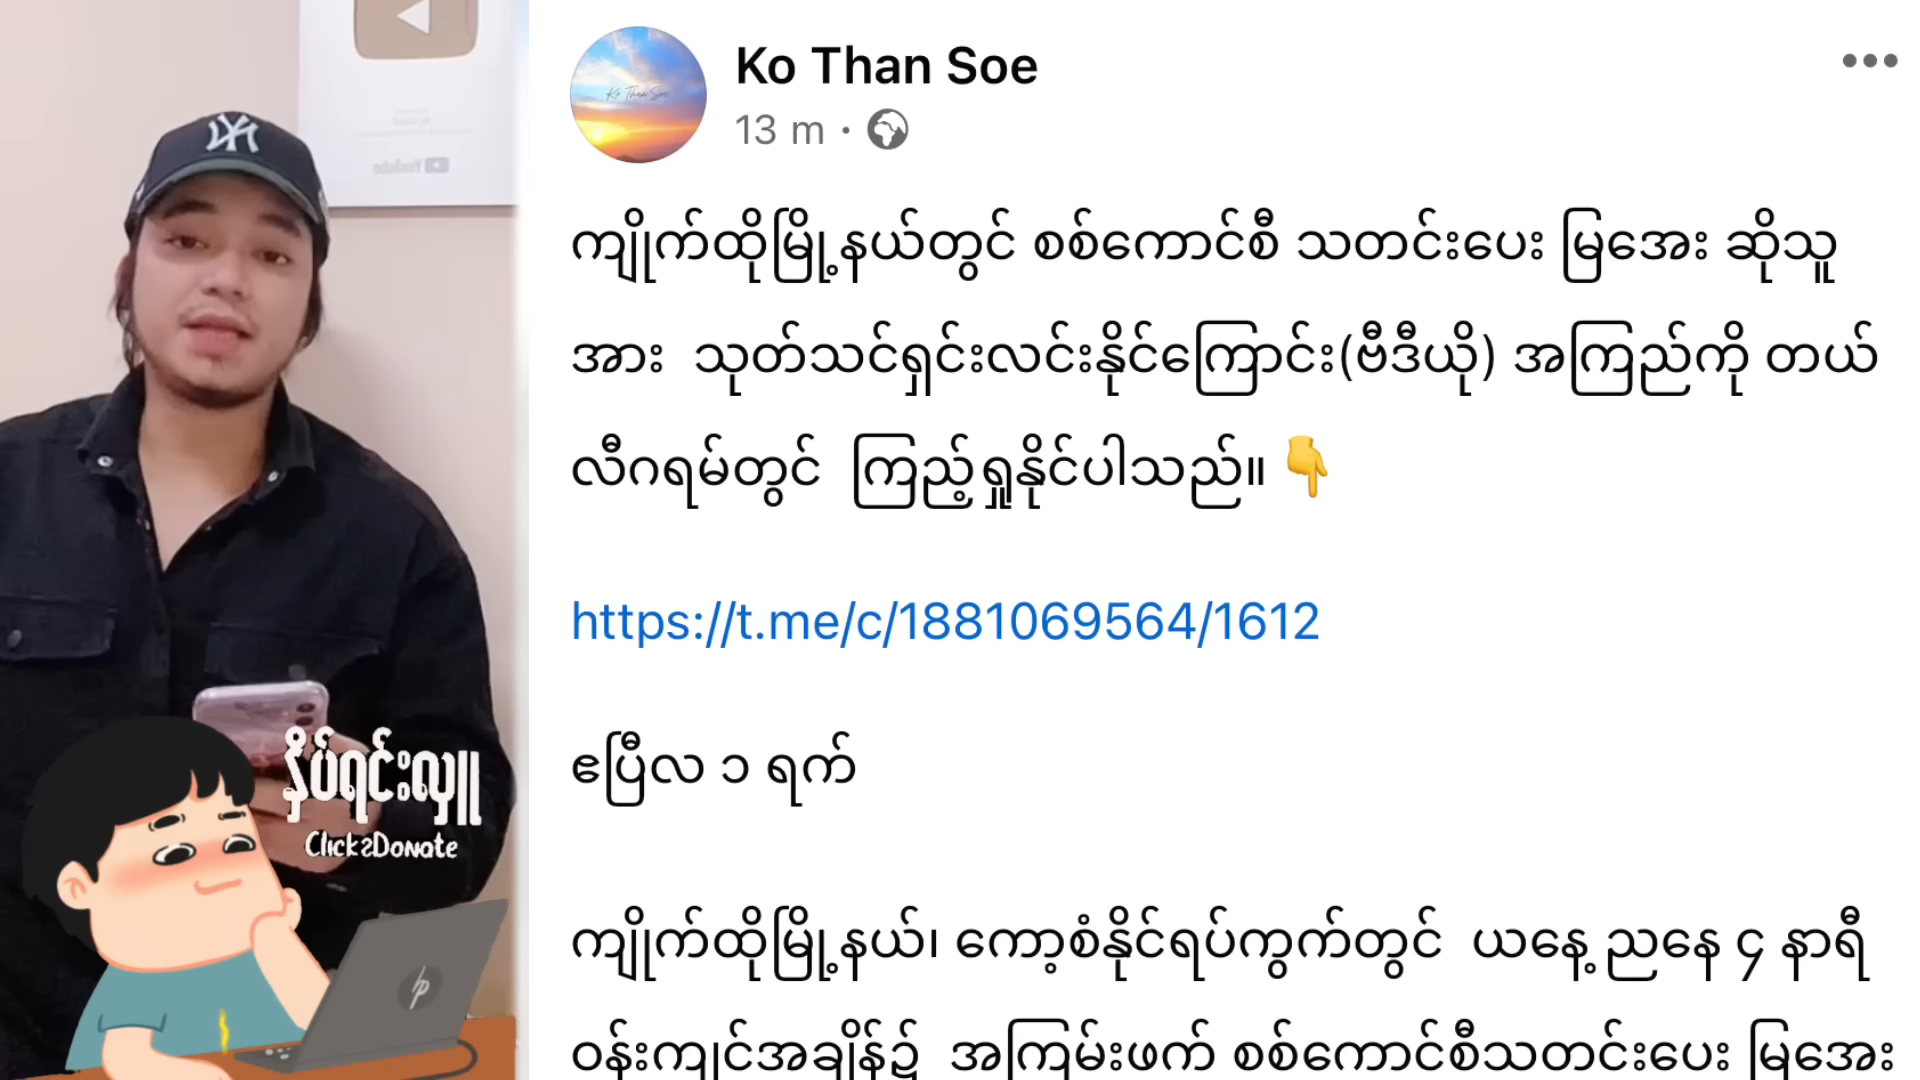 Ko Than Soe
13 m ·
ကျိုက်ထိုမြို့နယ်တွင် စစ်ကောင်စီ သတင်းပေး မြအေး ဆိုသူ
အား သုတ်သင်ရှင်းလင်းနိုင်ကြောင်း(ဗီဒီယို) အကြည်ကို တယ်
လီဂရမ်တွင် ကြည့်ရှူနိုင်ပါသည်။ 👇
https://t.me/c/1881069564/1612
ဧပြီလ ၁ ရက်
ကျိုက်ထိုမြို့နယ်၊ ကော့စံနိုင်ရပ်ကွက်တွင် ယနေ့ ညနေ ၄ နာရီ
ဝန်းကျင်အချိန်၌ အကြမ်းဖက် စစ်ကောင်စီသတင်းပေး မြအေး
နှိပ်ရင်းလှူ
Click2Donate
hp
YouTube